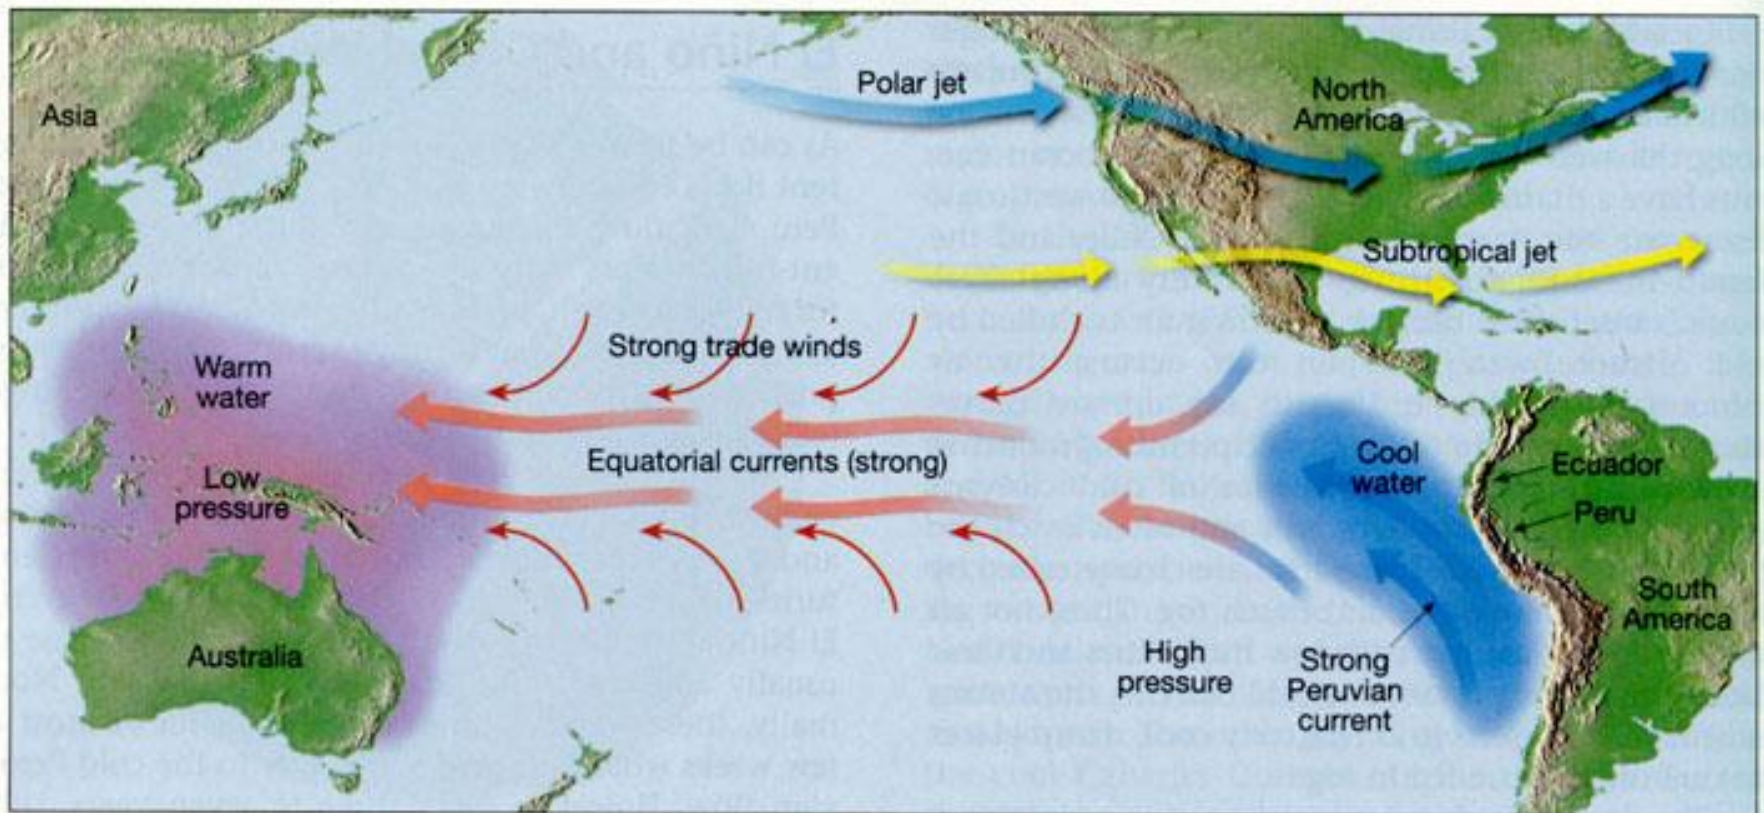 Asia
Polar jet
North
America
Subtropical jet
Strong trade winds
Warm
water
Equatorial currents (strong)
Cool
water
Ecuador
Low
pressure
Peru
South
America
Australia
High
pressure
Strong
Peruvian
current